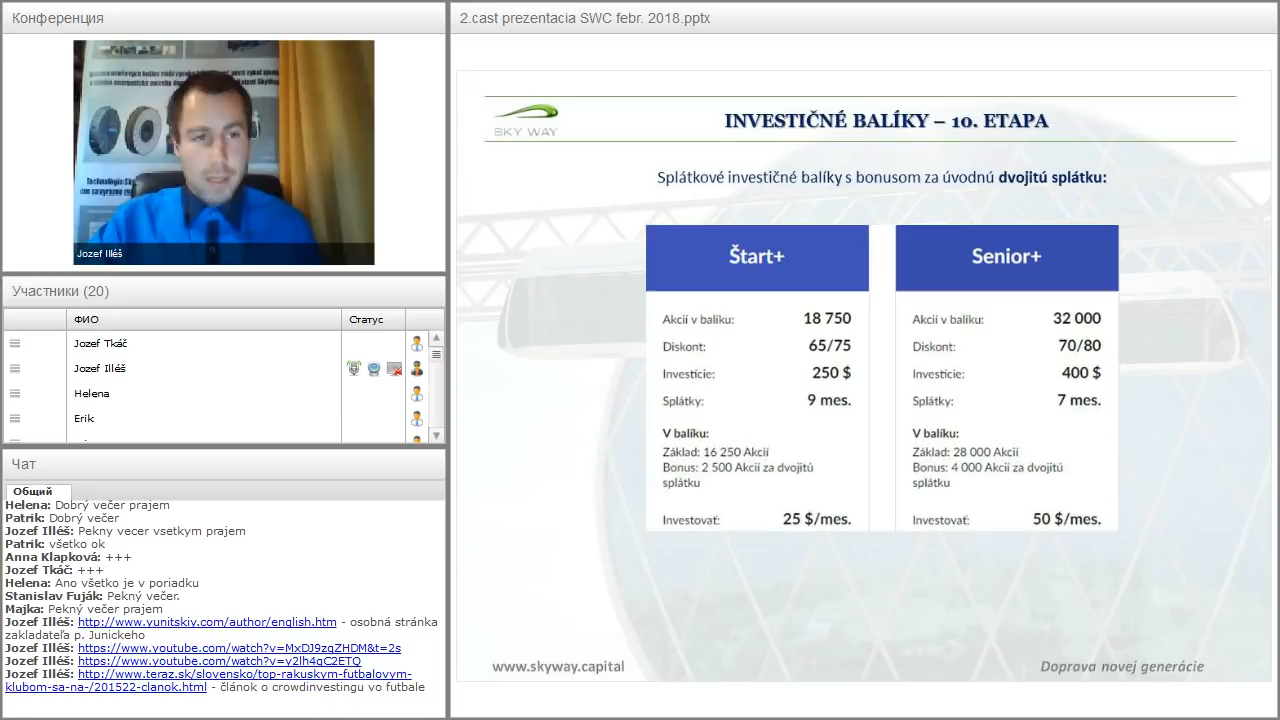 Конференция
Jozef Illéš
Участники (20)
ФИО
Статус
Jozef Tkáč
Jozef Illéš
Helena
Erik
Чат
Общий
Helena: Dobrý večer prajem
Patrik: Dobrý večer
Jozef Illéš: Pekny vecer vsetkym prajem
Patrik: všetko ok
Anna Klapková: +++
Jozef Tkáč: +++
Helena: Ano všetko je v poriadku
Stanislav Fuják: Pekný večer.
Majka: Pekný večer prajem
Jozef Illéš: http://www.yunitskiy.com/author/english.htm - osobná stránka
zakladateľa p. Junickeho
Jozef Illéš: https://www.youtube.com/watch?v=MxDJ9zqZHDM&t=2s
Jozef Illéš: https://www.youtube.com/watch?v=y2lh4gC2ETQ
Jozef Illéš: http://www.teraz.sk/slovensko/top-rakuskym-futbalovym-
klubom-sa-na-/201522-clanok.html - článok o crowdinvestingu vo futbale
2.cast prezentacia SWC febr. 2018.pptx
SKY WAY
INVESTIČNÉ BALÍKY – 10. ETAPA
Splátkové investičné balíky s bonusom za úvodnú dvojitú splátku:
Štart+
Akcií v balíku: 18 750
Diskont: 65/75
Investície: 250 $
Splátky: 9 mes.
V balíku:
Základ: 16 250 Akcií
Bonus: 2 500 Akcií za dvojitú
splátku
Investovať: 25 $/mes.
Senior+
Akcií v balíku: 32 000
Diskont: 70/80
Investície: 400 $
Splátky: 7 mes.
V balíku:
Základ: 28 000 Akcií
Bonus: 4 000 Akcií za dvojitú
splátku
Investovať: 50 $/mes.
www.skyway.capital
Doprava novej generácie